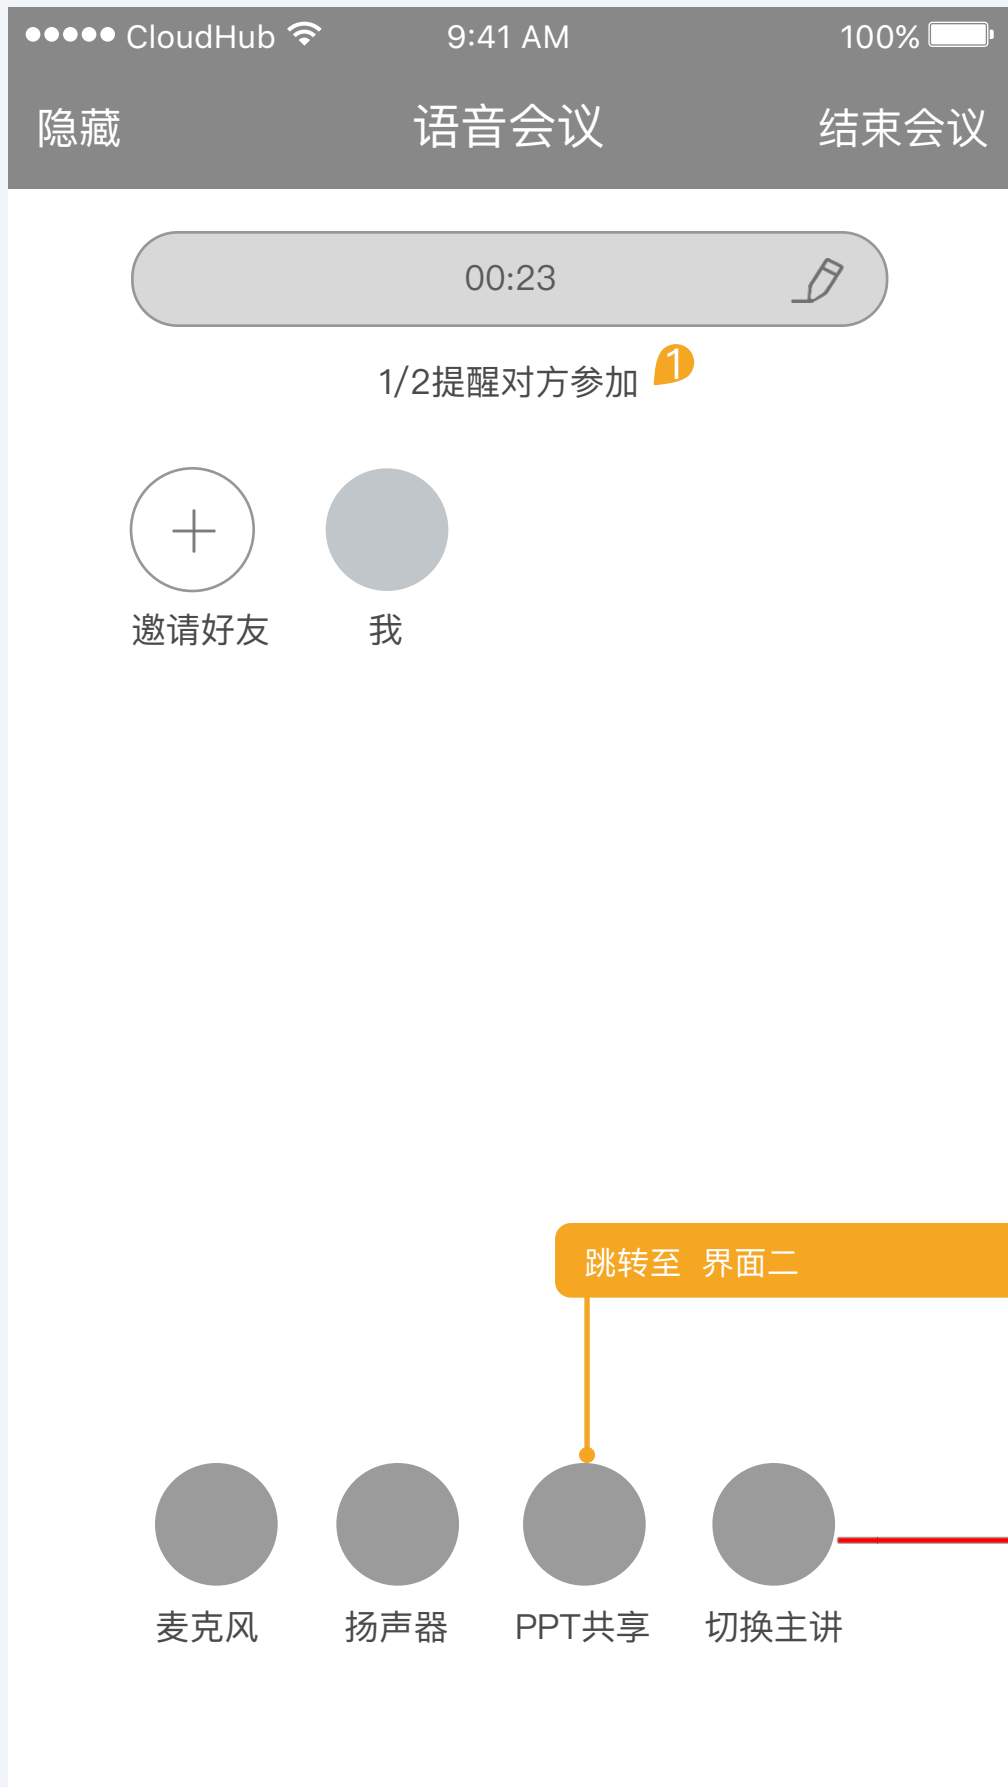 CloudHub 9:41 AM 100%
隐藏 语音会议 结束会议
00:23
1/2提醒对方参加 1
邀请好友 我
跳转至 界面二
麦克风 扬声器 PPT共享 切换主讲